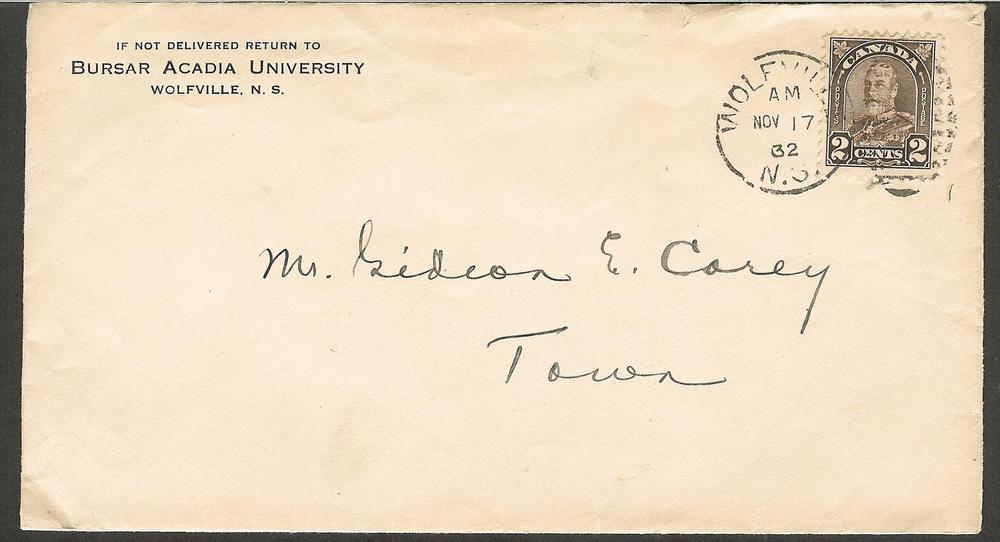 IF NOT DELIVERED RETURN TO
BURSAR ACADIA UNIVERSITY
WOLFVILLE, N. S.
WOLFVILLE
AM
NOV 17
32
N.S.
CANADA
POSTES
POSTAGE
2 CENTS 2
Mr. Gideon E. Corey
Town